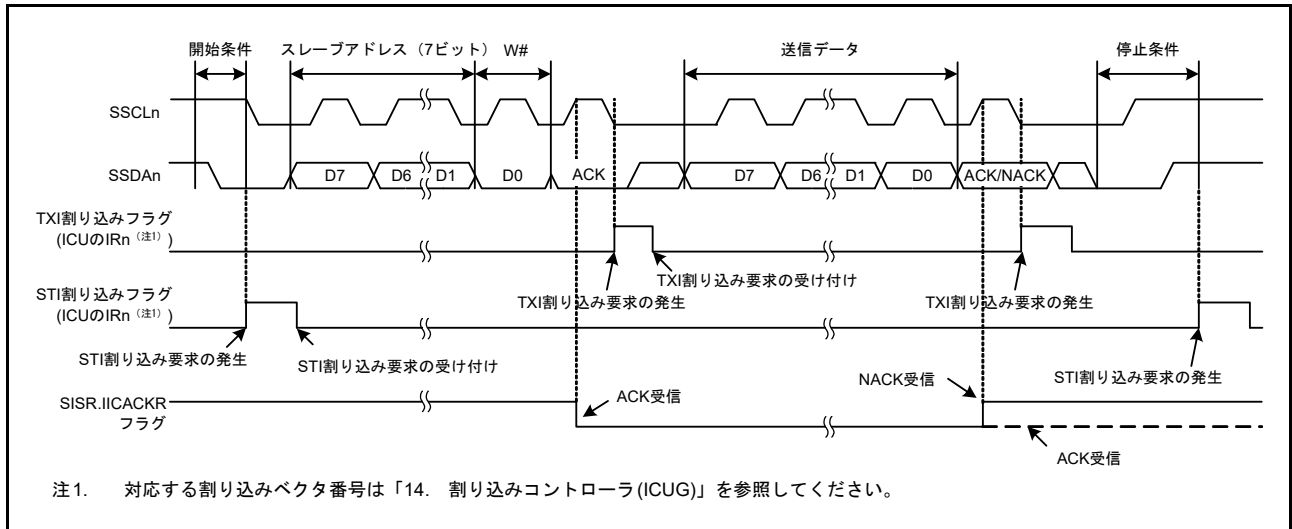 開始条件 スレーブアドレス（7ビット） W# 送信データ 停止条件
SSCLn
SSDAn D7 D6 D1 D0 ACK D7 D6 D1 D0 ACK/NACK
TXI割り込みフラグ
(ICUのIRn（注1）)
TXI割り込み要求の受け付け
TXI割り込み要求の発生 TXI割り込み要求の発生
STI割り込みフラグ
(ICUのIRn（注1）)
STI割り込み要求の発生 STI割り込み要求の受け付け STI割り込み要求の発生
NACK受信
SISR.IICACKR
フラグ
ACK受信
ACK受信
注1. 対応する割り込みベクタ番号は「14. 割り込みコントローラ(ICUG)」を参照してください。